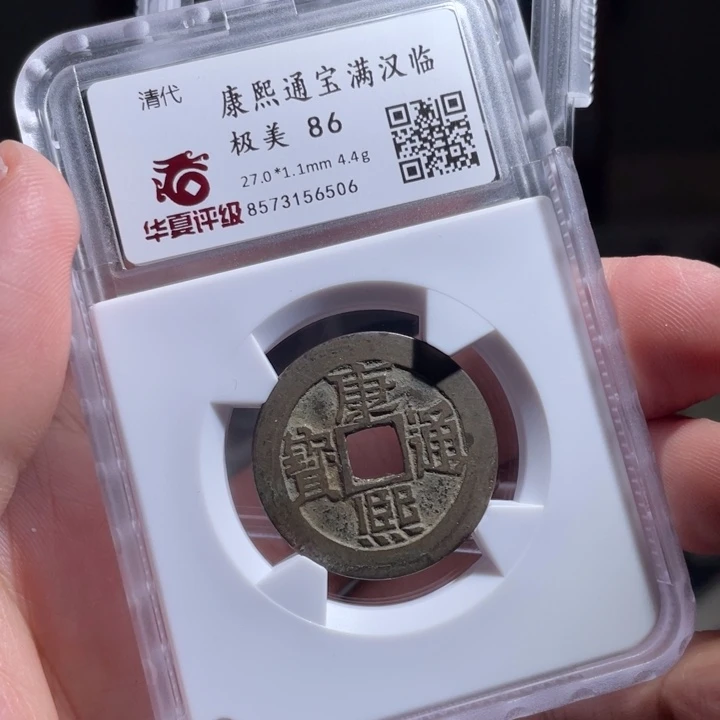 清代
康熙通宝满汉临
极美 86
27.0*1.1mm 4.4g
华夏评级 8573156506
康
寶 通
熙